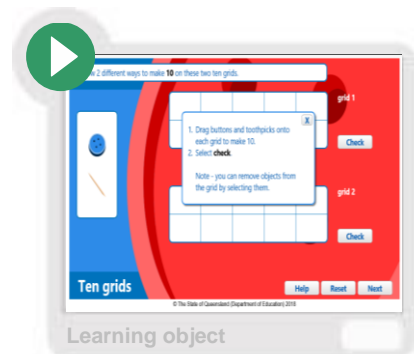 2 different ways to make 10 on these two ten grids.
grid 1
X
1. Drag buttons and toothpicks onto
each grid to make 10.
2. Select check.
Note - you can remove objects from
the grid by selecting them.
Check
grid 2
Check
Ten grids
Help
Reset
Next
© The State of Queensland (Department of Education) 2018
Learning object